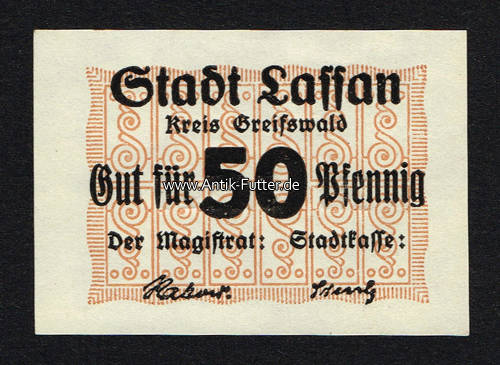 Stadt Laſſan
Kreis Greifswald
Gut für 50 Pfennig
www.Antik-Futter.de
Der Magiſtrat: Stadtkaſſe: